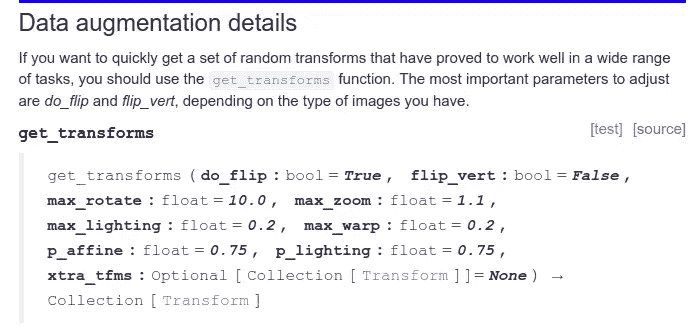 Data augmentation details
If you want to quickly get a set of random transforms that have proved to work well in a wide range
of tasks, you should use the get_transforms function. The most important parameters to adjust
are do_flip and flip_vert, depending on the type of images you have.
get_transforms [test] [source]
get_transforms ( do_flip : bool = True , flip_vert : bool = False ,
max_rotate : float = 10.0 , max_zoom : float = 1.1 ,
max_lighting : float = 0.2 , max_warp : float = 0.2 ,
p_affine : float = 0.75 , p_lighting : float = 0.75 ,
xtra_tfms : Optional [ Collection [ Transform ]]= None ) →
Collection [ Transform ]